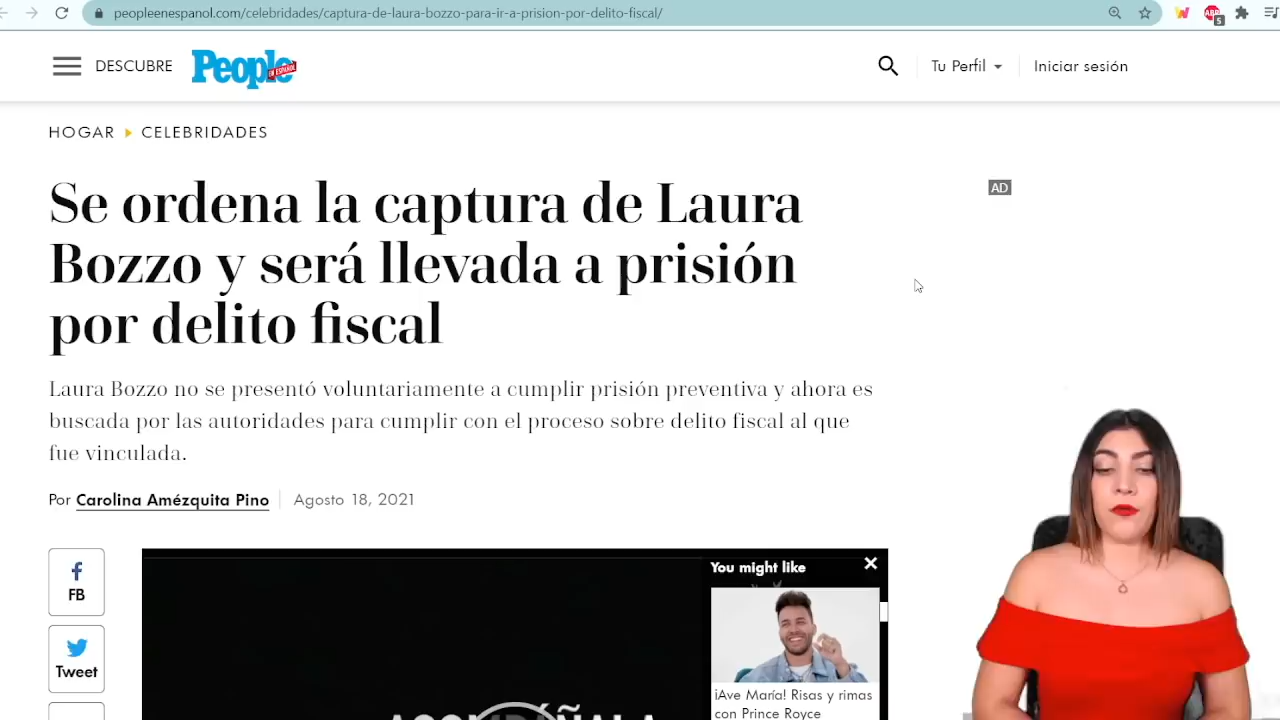 peopleenespanol.com/celebridades/captura-de-laura-bozzo-para-ir-a-prision-por-delito-fiscal/
ABP
5
DESCUBRE
People
EN ESPAÑOL
Tu Perfil
Iniciar sesión
HOGAR
CELEBRIDADES
Se ordena la captura de Laura
Bozzo y será llevada a prisión
por delito fiscal
AD
Laura Bozzo no se presentó voluntariamente a cumplir prisión preventiva y ahora es
buscada por las autoridades para cumplir con el proceso sobre delito fiscal al que
fue vinculada.
Por Carolina Amézquita Pino
Agosto 18, 2021
FB
Tweet
You might like
¡Ave María! Risas y rimas
con Prince Royce